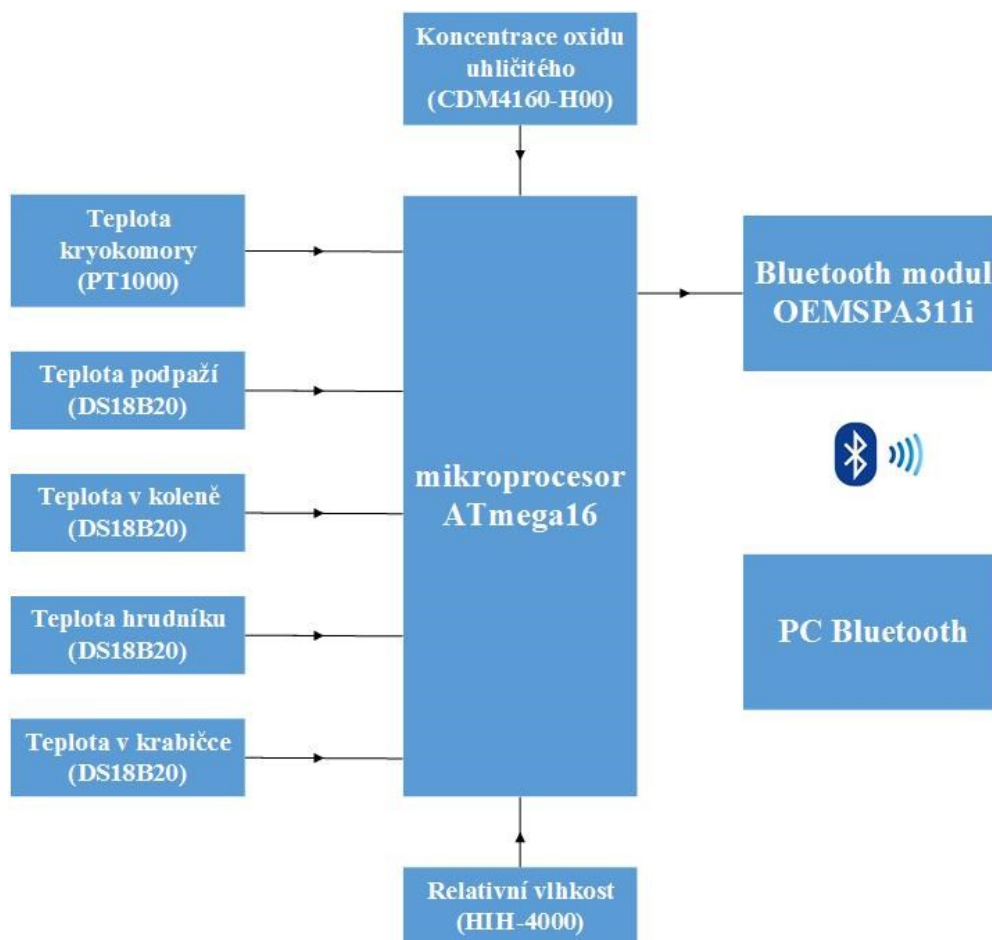 Koncentrace oxidu
uhličitého
(CDM4160-H00)
Teplota
kryokomory
(PT1000)
Teplota podpaží
(DS18B20)
Teplota v koleně
(DS18B20)
Teplota hrudníku
(DS18B20)
Teplota v krabičce
(DS18B20)
mikroprocesor
ATmega16
Relativní vlhkost
(HIH-4000)
Bluetooth modul
OEMSPA311i
PC Bluetooth